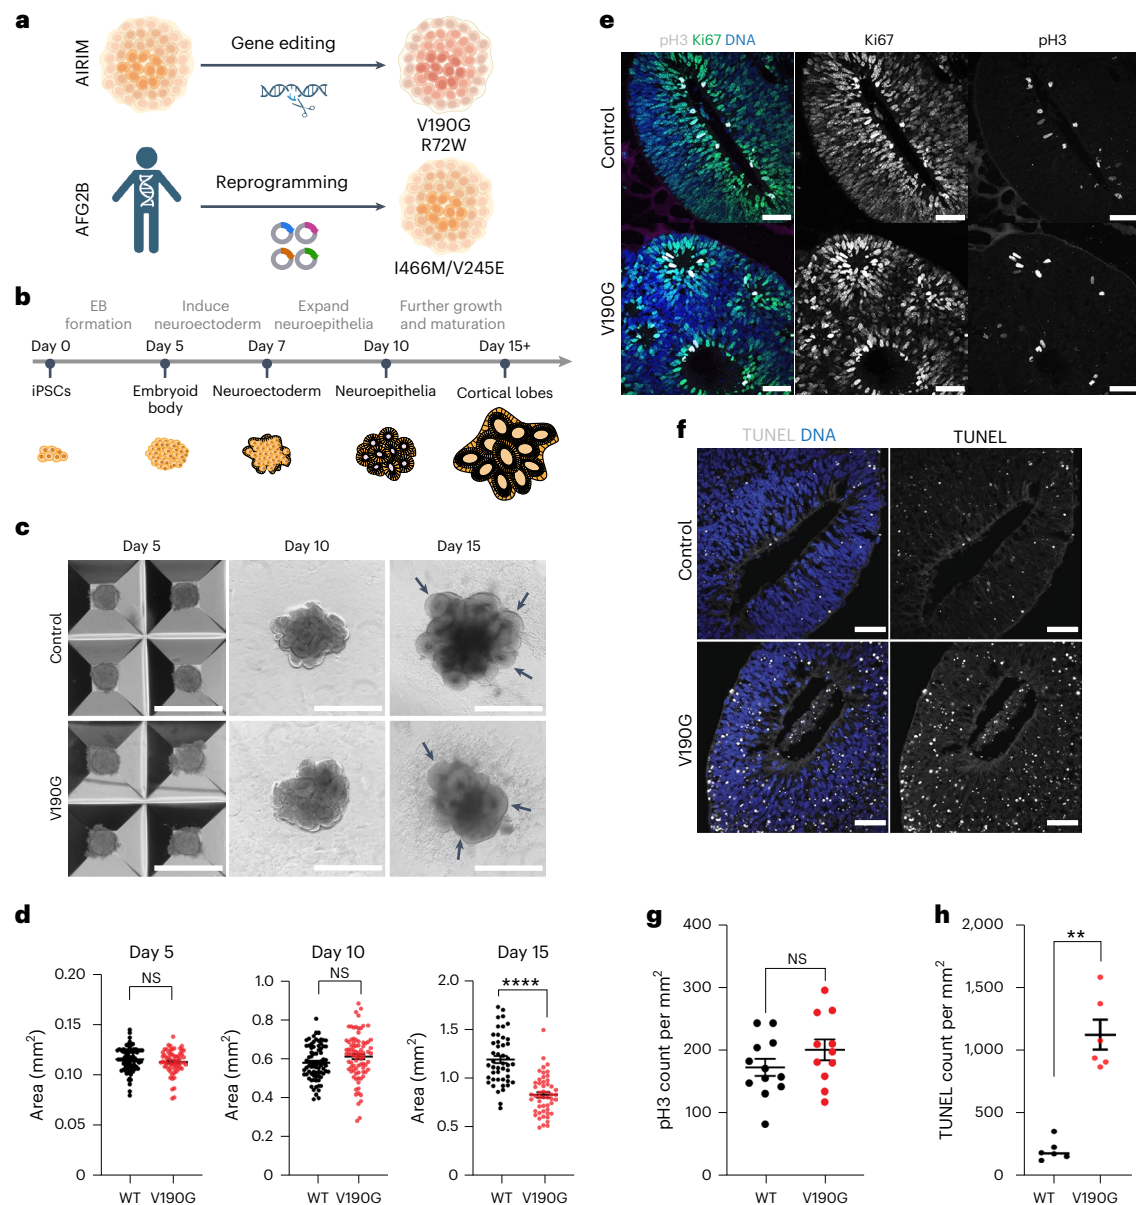 a
AIRIM
Gene editing
V190G
R72W
AFG2B
Reprogramming
I466M/V245E
b
EB
formation
Induce
neuroectoderm
Expand
neuroepithelia
Further growth
and maturation
Day 0
Day 5
Day 7
Day 10
Day 15+
iPSCs
Embryoid
body
Neuroectoderm
Neuroepithelia
Cortical lobes
c
Day 5
Day 10
Day 15
Control
V190G
d
Day 5
Area (mm²)
0.20
0.15
0.10
0.05
0
NS
WT
V190G
Day 10
Area (mm²)
1.0
0.8
0.6
0.4
0.2
0
NS
WT
V190G
Day 15
Area (mm²)
2.0
1.5
1.0
0.5
0
****
WT
V190G
e
pH3 Ki67 DNA
Ki67
pH3
Control
V190G
f
TUNEL DNA
TUNEL
Control
V190G
g
pH3 count per mm²
400
300
200
100
0
NS
WT
V190G
h
TUNEL count per mm²
2,000
1,500
1,000
500
0
**
WT
V190G